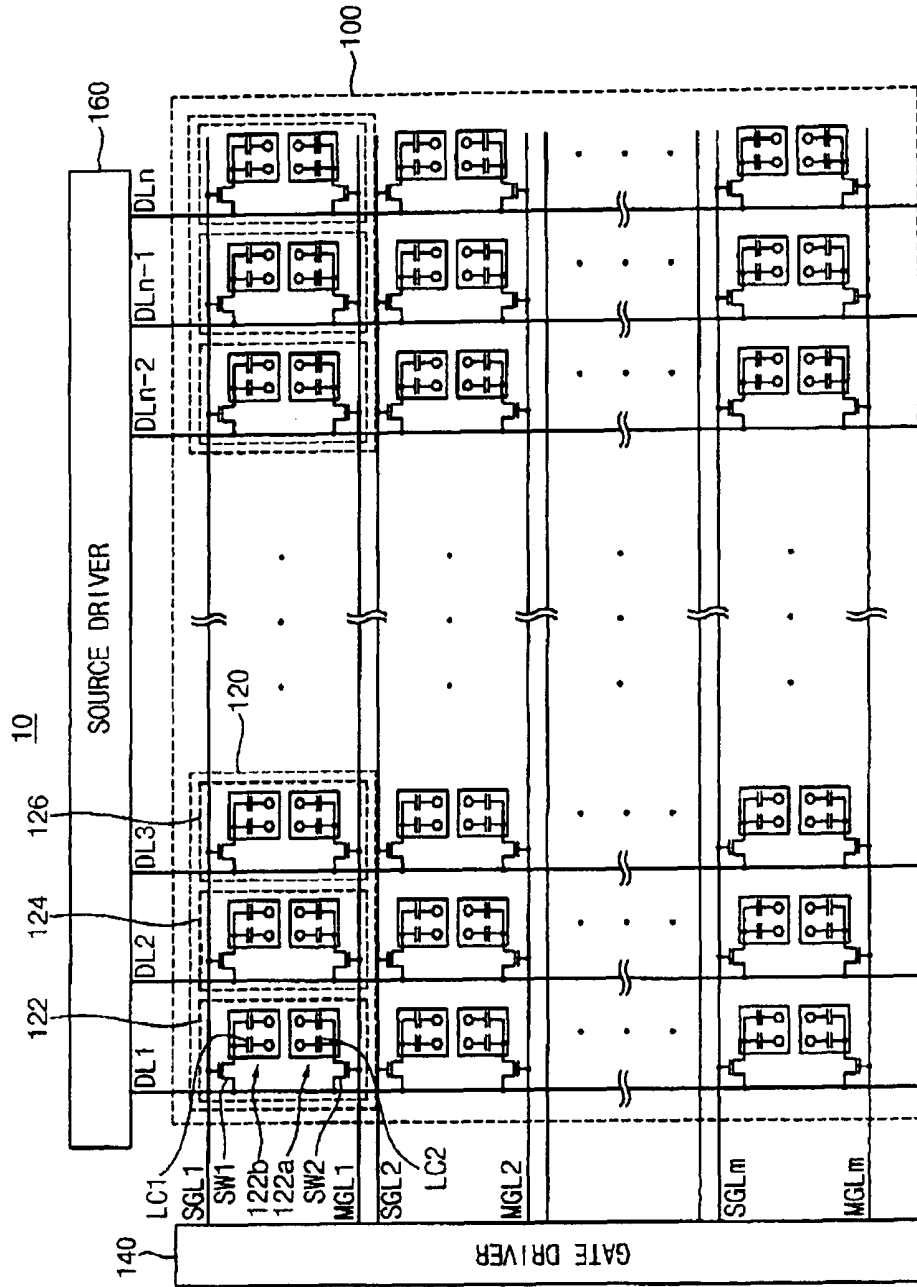 10
SOURCE DRIVER
160
100
DL1
DL2
DL3
DLn-2
DLn-1
DLn
122
124
126
120
LC1
SGL1
SW1
122b
122a
SW2
MGL1
SGL2
LC2
MGL2
SGLm
MGLm
140
GATE DRIVER